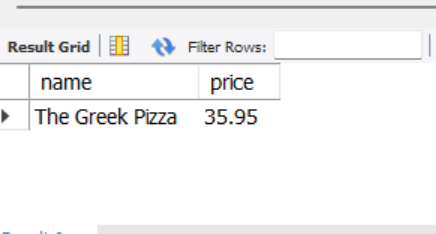 Result Grid Filter Rows:
name price
The Greek Pizza 35.95